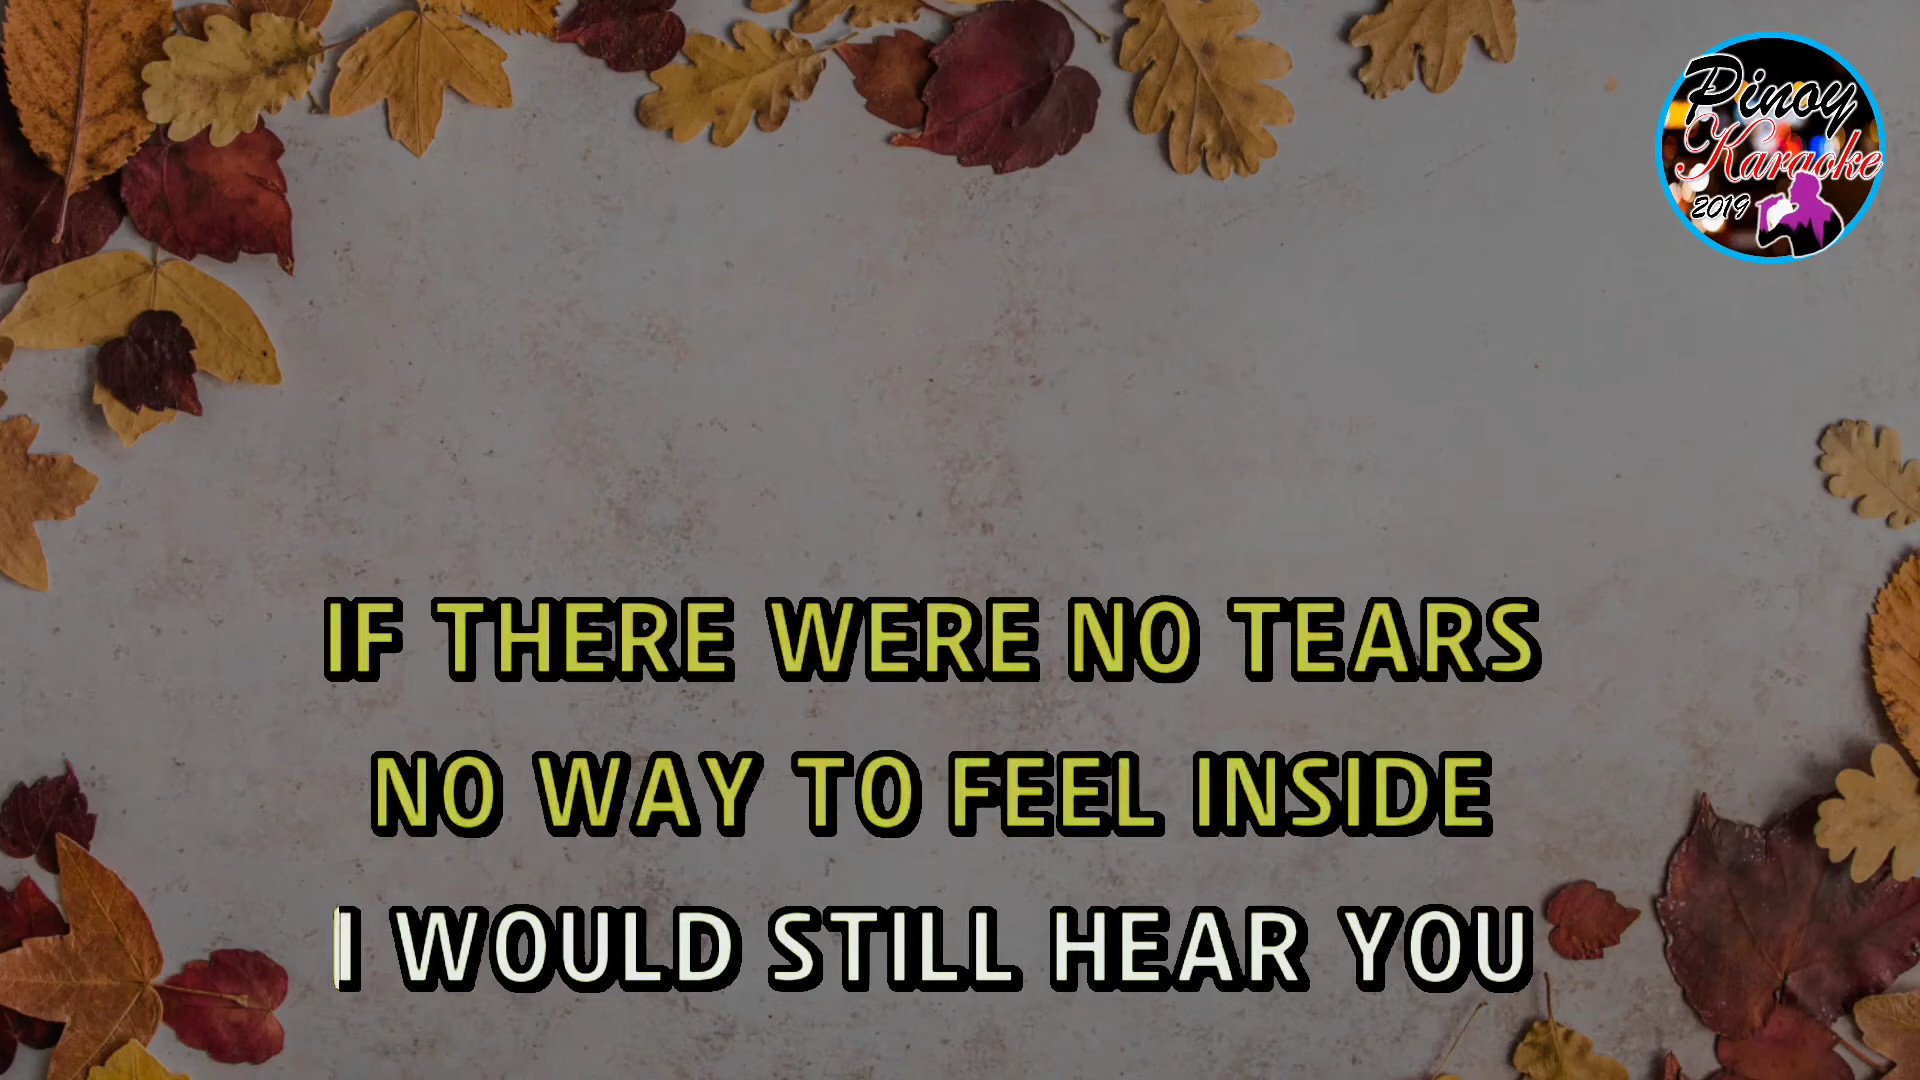 Pinoy
Karaoke
2019
IF THERE WERE NO TEARS
NO WAY TO FEEL INSIDE
I WOULD STILL HEAR YOU